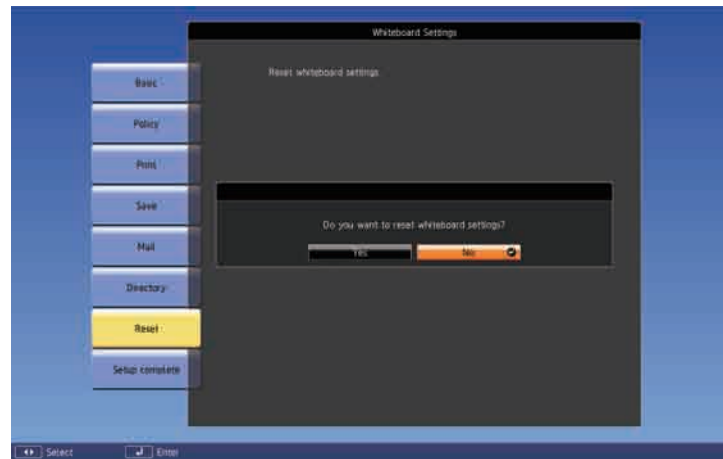 Whiteboard Settings
Reset whiteboard settings
Basic
Policy
Print
Save
Mail
Directory
Reset
Setup complete
Do you want to reset whiteboard settings?
Yes No
Select Enter